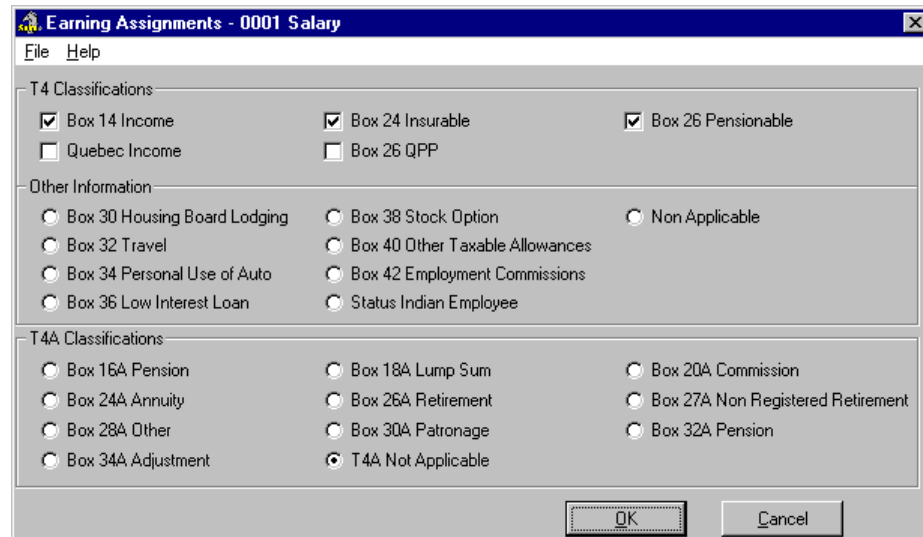 Earning Assignments - 0001 Salary
File Help
T4 Classifications
Box 14 Income Box 24 Insurable Box 26 Pensionable
Quebec Income Box 26 QPP
Other Information
Box 30 Housing Board Lodging Box 38 Stock Option Non Applicable
Box 32 Travel Box 40 Other Taxable Allowances
Box 34 Personal Use of Auto Box 42 Employment Commissions
Box 36 Low Interest Loan Status Indian Employee
T4A Classifications
Box 16A Pension Box 18A Lump Sum Box 20A Commission
Box 24A Annuity Box 26A Retirement Box 27A Non Registered Retirement
Box 28A Other Box 30A Patronage Box 32A Pension
Box 34A Adjustment T4A Not Applicable
OK Cancel